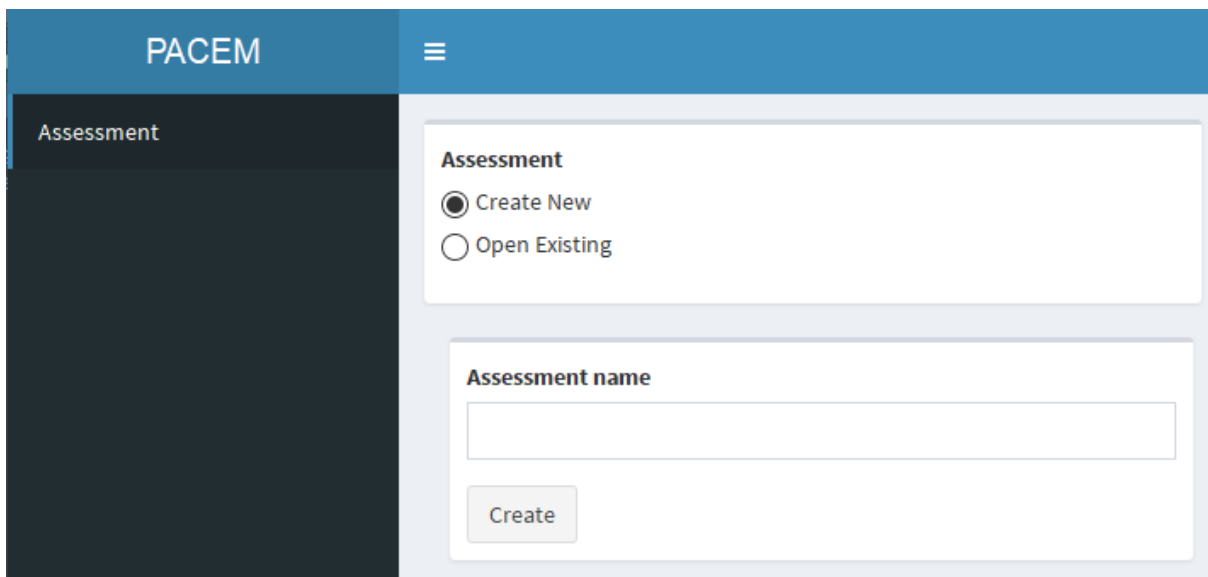 PACEM
Assessment
Assessment
Create New
Open Existing
Assessment name
Create